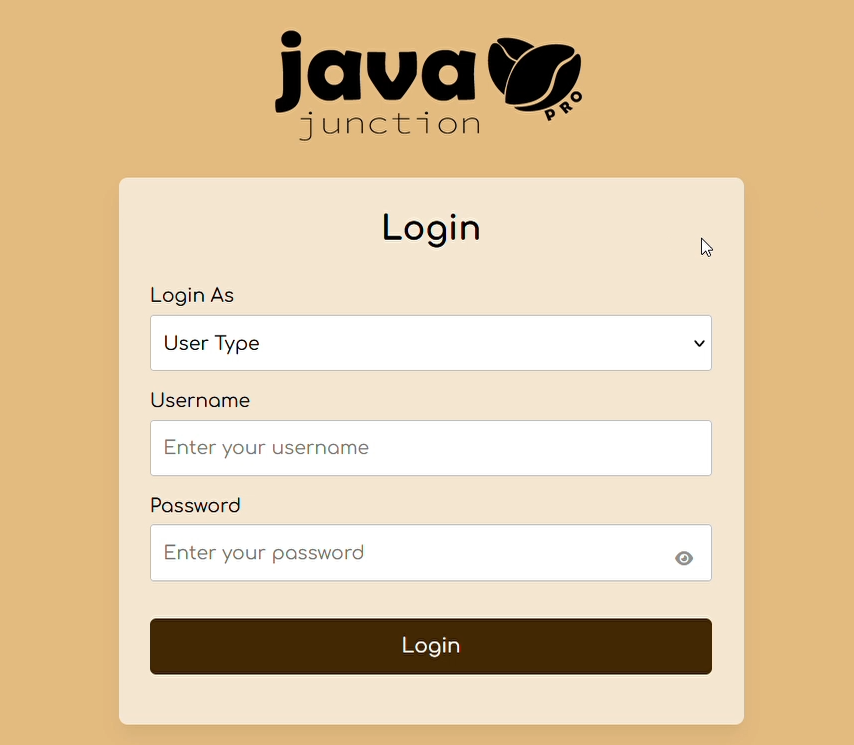 java
junction
PRO
Login
Login As
User Type
Username
Enter your username
Password
Enter your password
Login